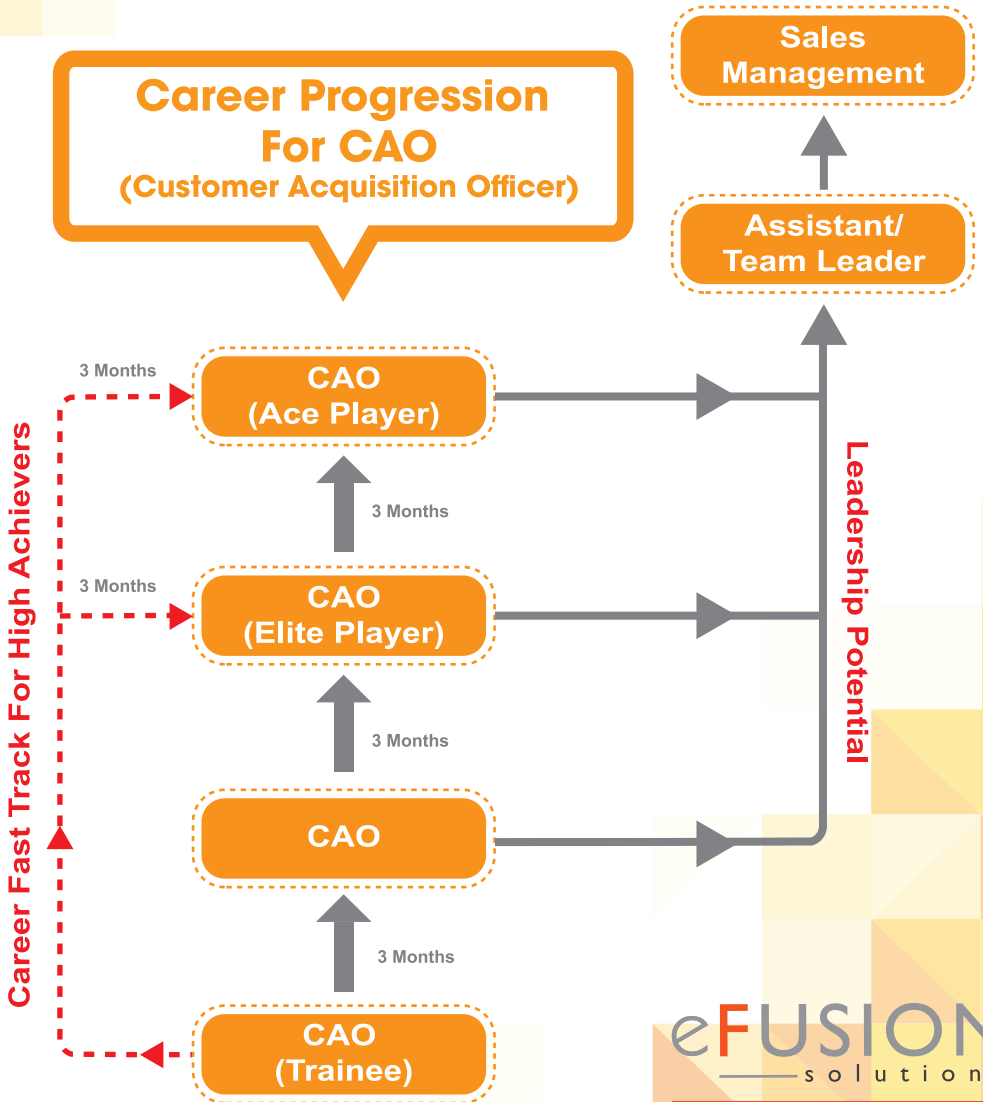 Sales
Management
Career Progression
For CAO
(Customer Acquisition Officer)
Assistant/
Team Leader
3 Months
CAO
(Ace Player)
3 Months
3 Months
CAO
(Elite Player)
3 Months
CAO
3 Months
CAO
(Trainee)
Career Fast Track For High Achievers
Leadership Potential
eFUSION
solution